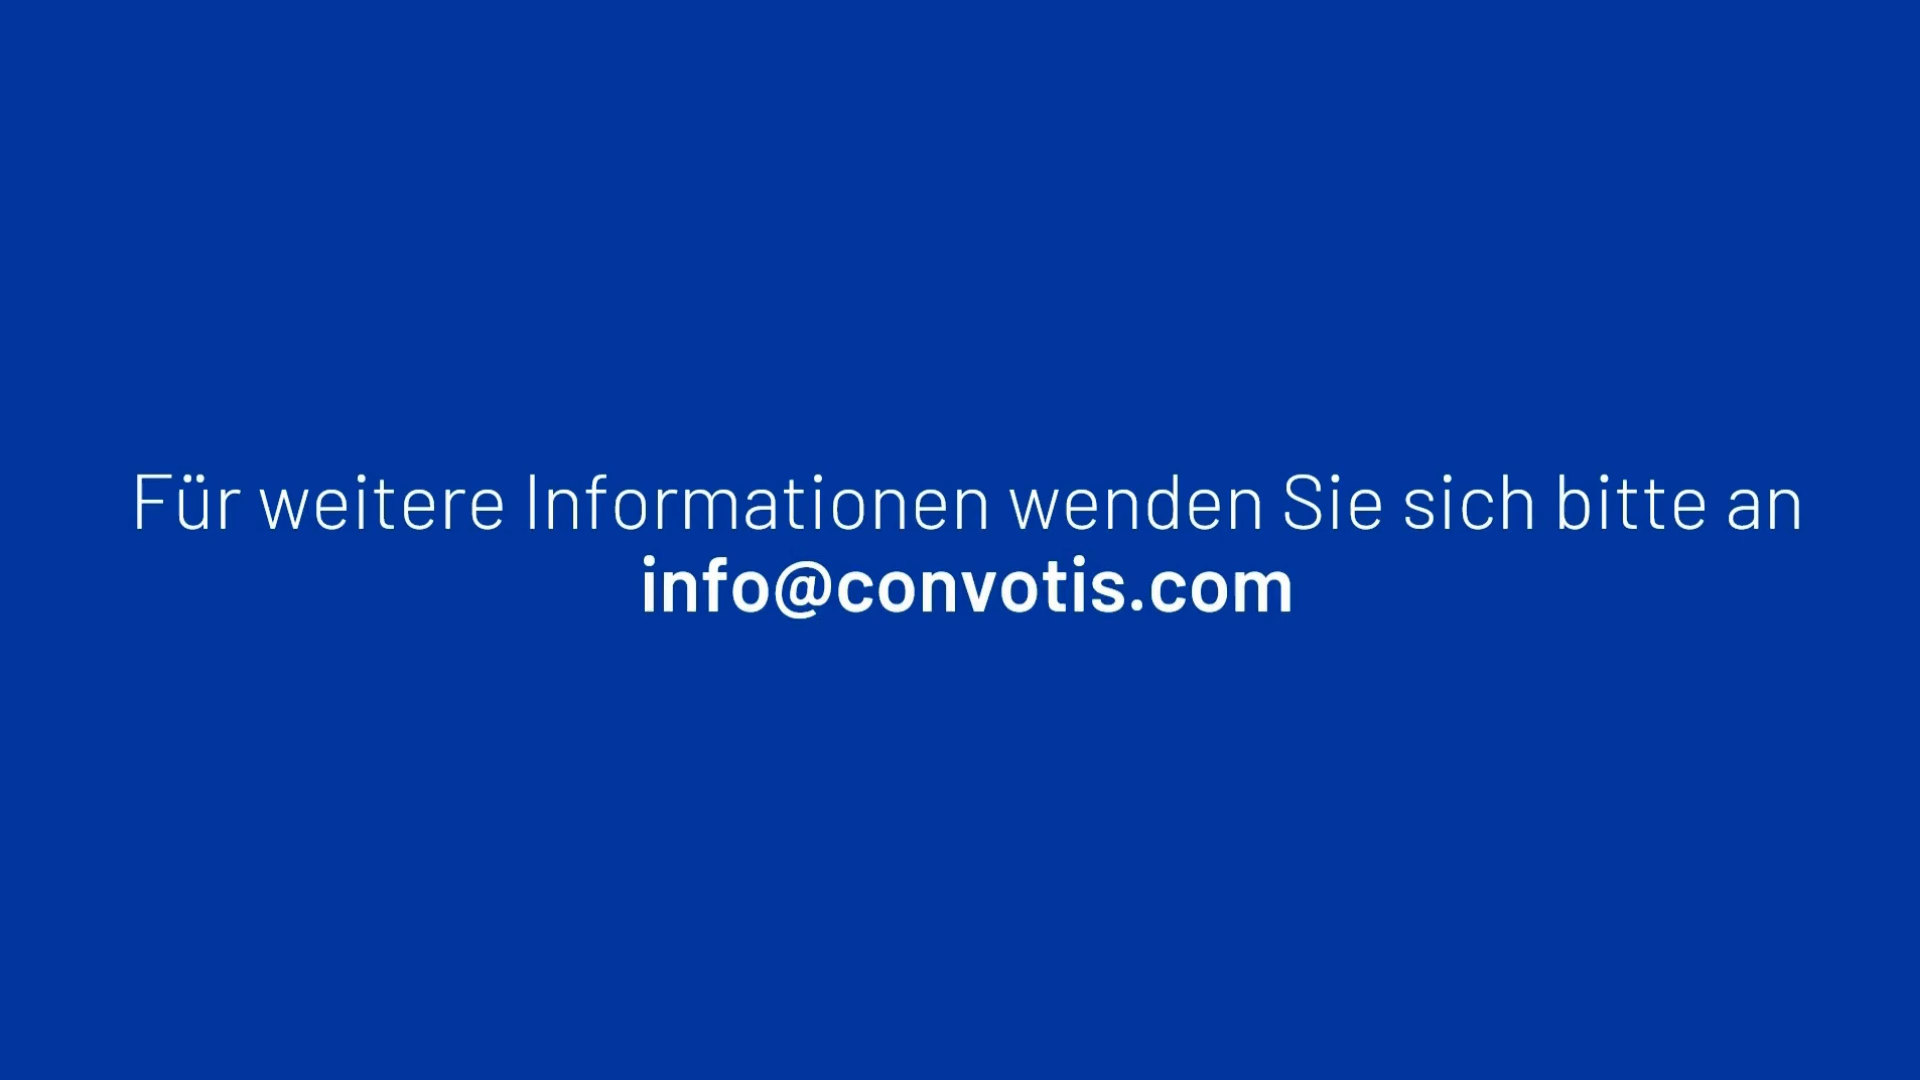 Für weitere Informationen wenden Sie sich bitte an
info@convotis.com